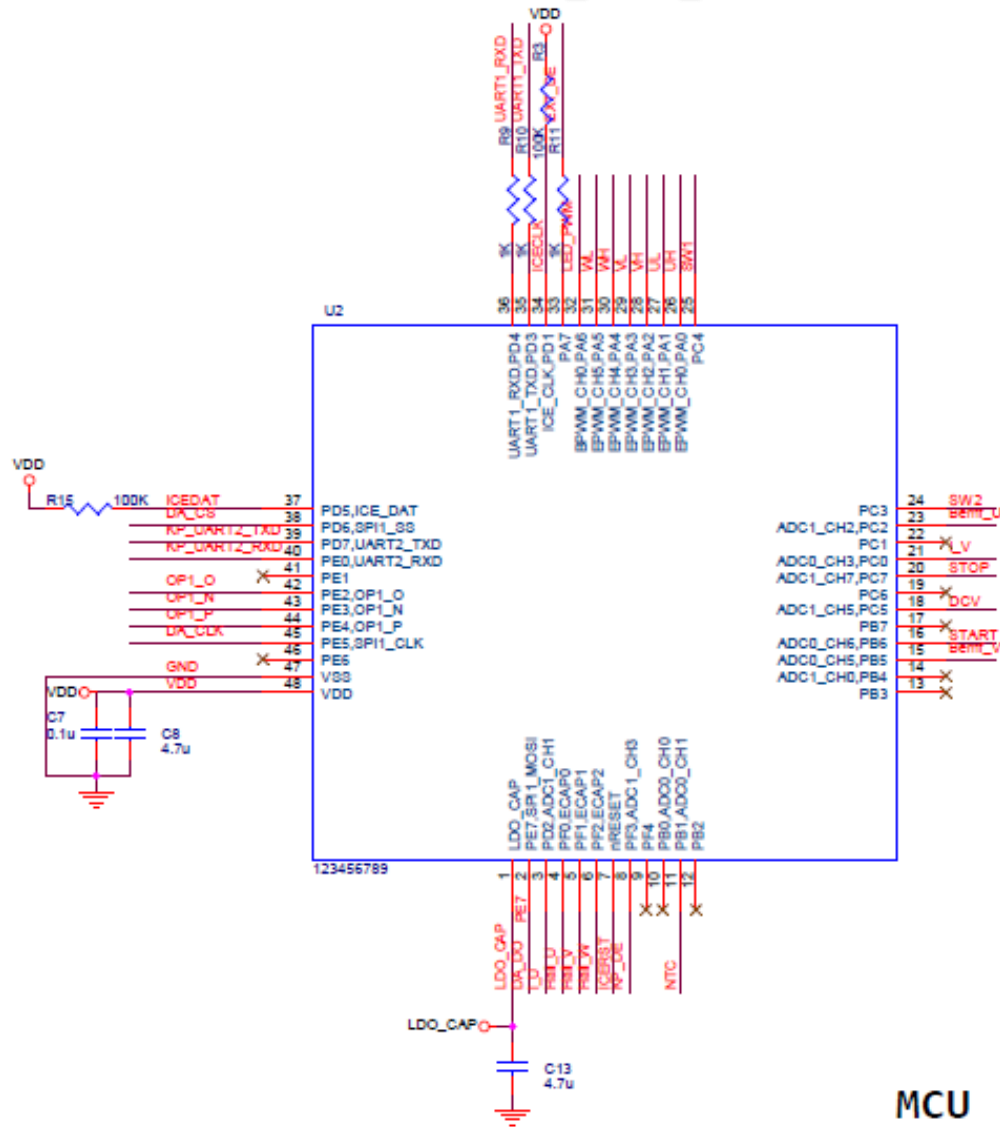 VDD
UART1_RXD
UART1_TXD
R3
R9
R10
100K
R11
1K
1K
ICECLK
1K
LED_PWM
WL
WH
VL
VH
UL
UH
SW1
36
35
34
33
32
31
30
29
28
27
26
25
U2
UART1_RXD,PD4
UART1_TXD,PD3
ICE_CLK,PD1
PA7
BPWM_CH0,PA6
EPWM_CH5,PA5
EPWM_CH4,PA4
EPWM_CH3,PA3
EPWM_CH2,PA2
EPWM_CH1,PA1
EPWM_CH0,PA0
PC4
VDD
R15
100K
ICEDAT 37 PD5,ICE_DAT
DA_CS 38 PD6,SPI1_SS
KP_UART2_TXD 39 PD7,UART2_TXD
KP_UART2_RXD 40 PE0,UART2_RXD
41 PE1
OP1_O 42 PE2,OP1_O
OP1_N 43 PE3,OP1_N
OP1_P 44 PE4,OP1_P
DA_CLK 45 PE5,SPI1_CLK
46 PE6
GND 47 VSS
VDD VDD 48 VDD
PC3 24 SW2
ADC1_CH2,PC2 23 Bemf_U
PC1 22
ADC0_CH3,PC0 21 I_V
ADC1_CH7,PC7 20 STOP
PC6 19
ADC1_CH5,PC5 18 DCV
PB7 17
ADC0_CH6,PB6 16 START
ADC0_CH5,PB5 15 Bemf_V
ADC1_CH0,PB4 14
PB3 13
C7
0.1u
C8
4.7u
LDO_CAP
PE7,SPI1_MOSI
PD2,ADC1_CH1
PF0,ECAP0
PF1,ECAP1
PF2,ECAP2
nRESET
PF3,ADC1_CH3
PF4
PB0,ADC0_CH0
PB1,ADC0_CH1
PB2
123456789
1
2
3
4
5
6
7
8
9
10
11
12
LDO_CAP
DA_DO
PE7
I_U
Hall_U
Hall_V
Hall_W
ICERST
KP_DE
NTC
LDO_CAP
C13
4.7u
MCU